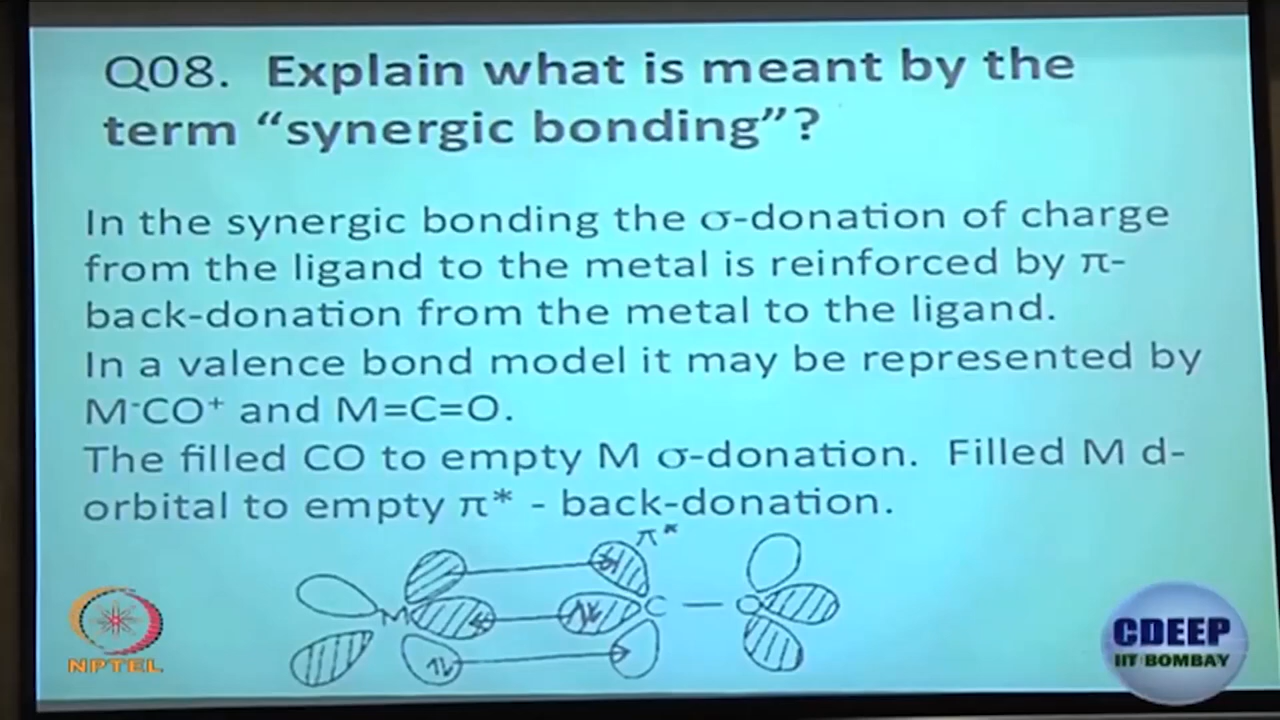 Q08. Explain what is meant by the
term “synergic bonding”?
In the synergic bonding the σ-donation of charge
from the ligand to the metal is reinforced by π-
back-donation from the metal to the ligand.
In a valence bond model it may be represented by
M⁻CO⁺ and M=C=O.
The filled CO to empty M σ-donation. Filled M d-
orbital to empty π* - back-donation.
π*
M C — O
NPTEL
CDEEP
IIT BOMBAY